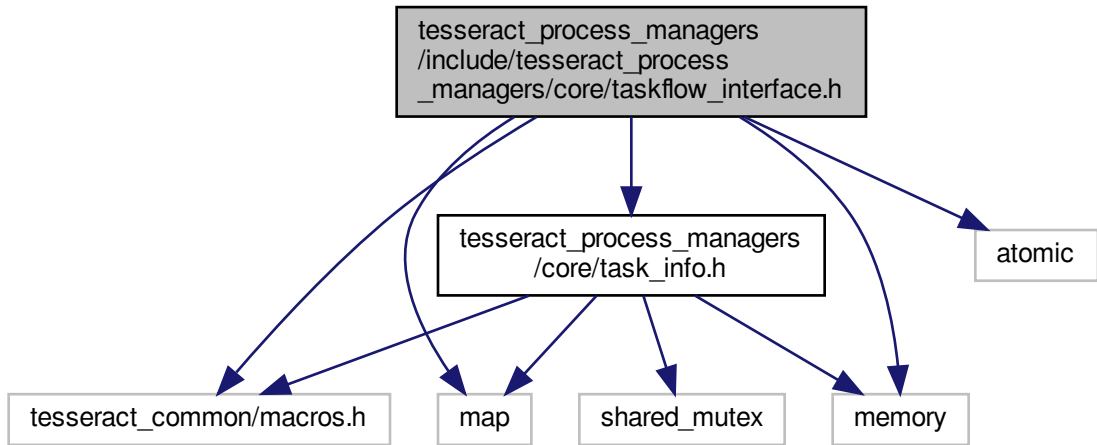 tesseract_process_managers
/include/tesseract_process
_managers/core/taskflow_interface.h
tesseract_process_managers
/core/task_info.h
atomic
tesseract_common/macros.h
map
shared_mutex
memory